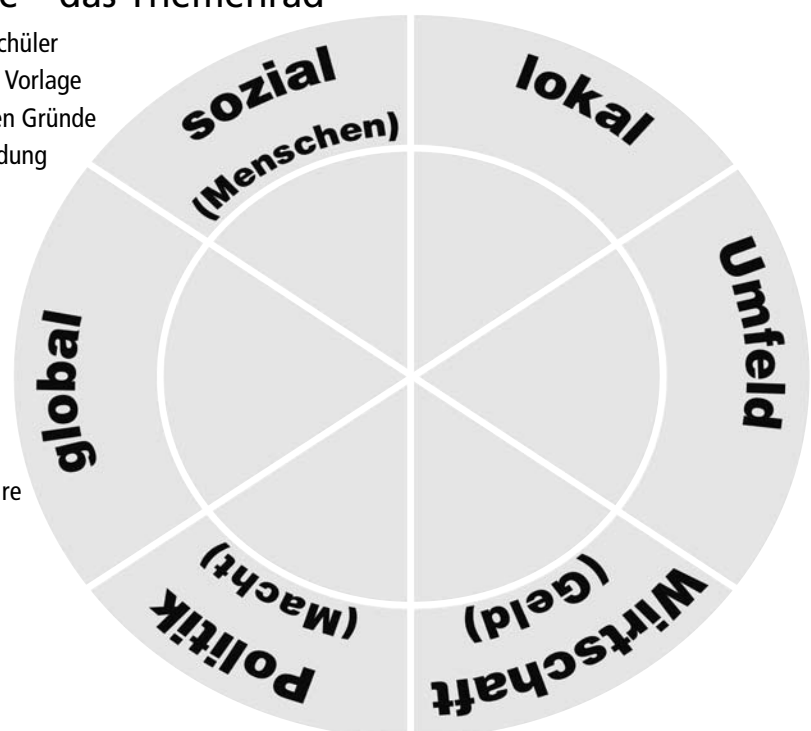 das Themenrad
chüler
Vorlage
en Gründe
dung
re
sozial
(Menschen)
lokal
Umfeld
Wirtschaft
(Geld)
Politik
(Macht)
global